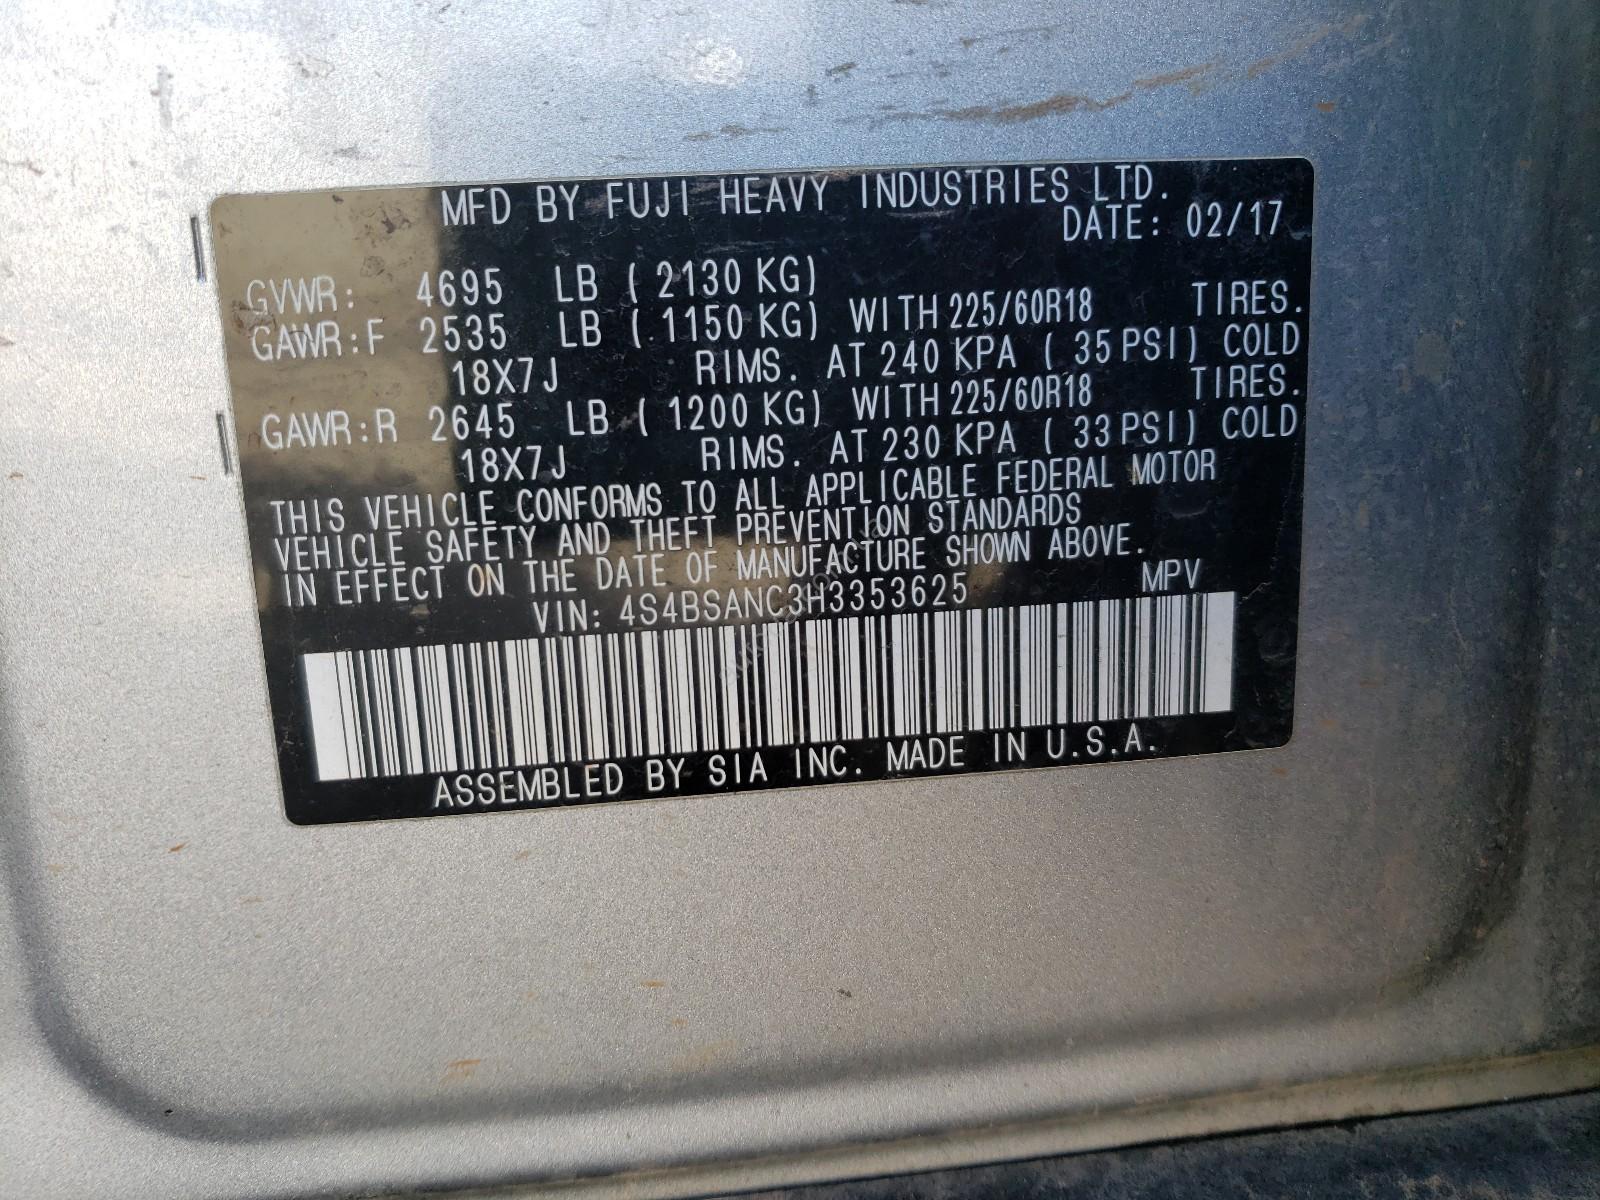 MFD BY FUJI HEAVY INDUSTRIES LTD.
DATE: 02/17
GVWR: 4695 LB ( 2130 KG)
GAWR:F 2535 LB ( 1150 KG) WITH 225/60R18 TIRES.
18X7J RIMS. AT 240 KPA ( 35 PSI) COLD
GAWR:R 2645 LB ( 1200 KG) WITH 225/60R18 TIRES.
18X7J RIMS. AT 230 KPA ( 33 PSI) COLD
THIS VEHICLE CONFORMS TO ALL APPLICABLE FEDERAL MOTOR
VEHICLE SAFETY AND THEFT PREVENTION STANDARDS
IN EFFECT ON THE DATE OF MANUFACTURE SHOWN ABOVE.
VIN: 4S4BSANC3H3353625 MPV
ASSEMBLED BY SIA INC. MADE IN U.S.A.